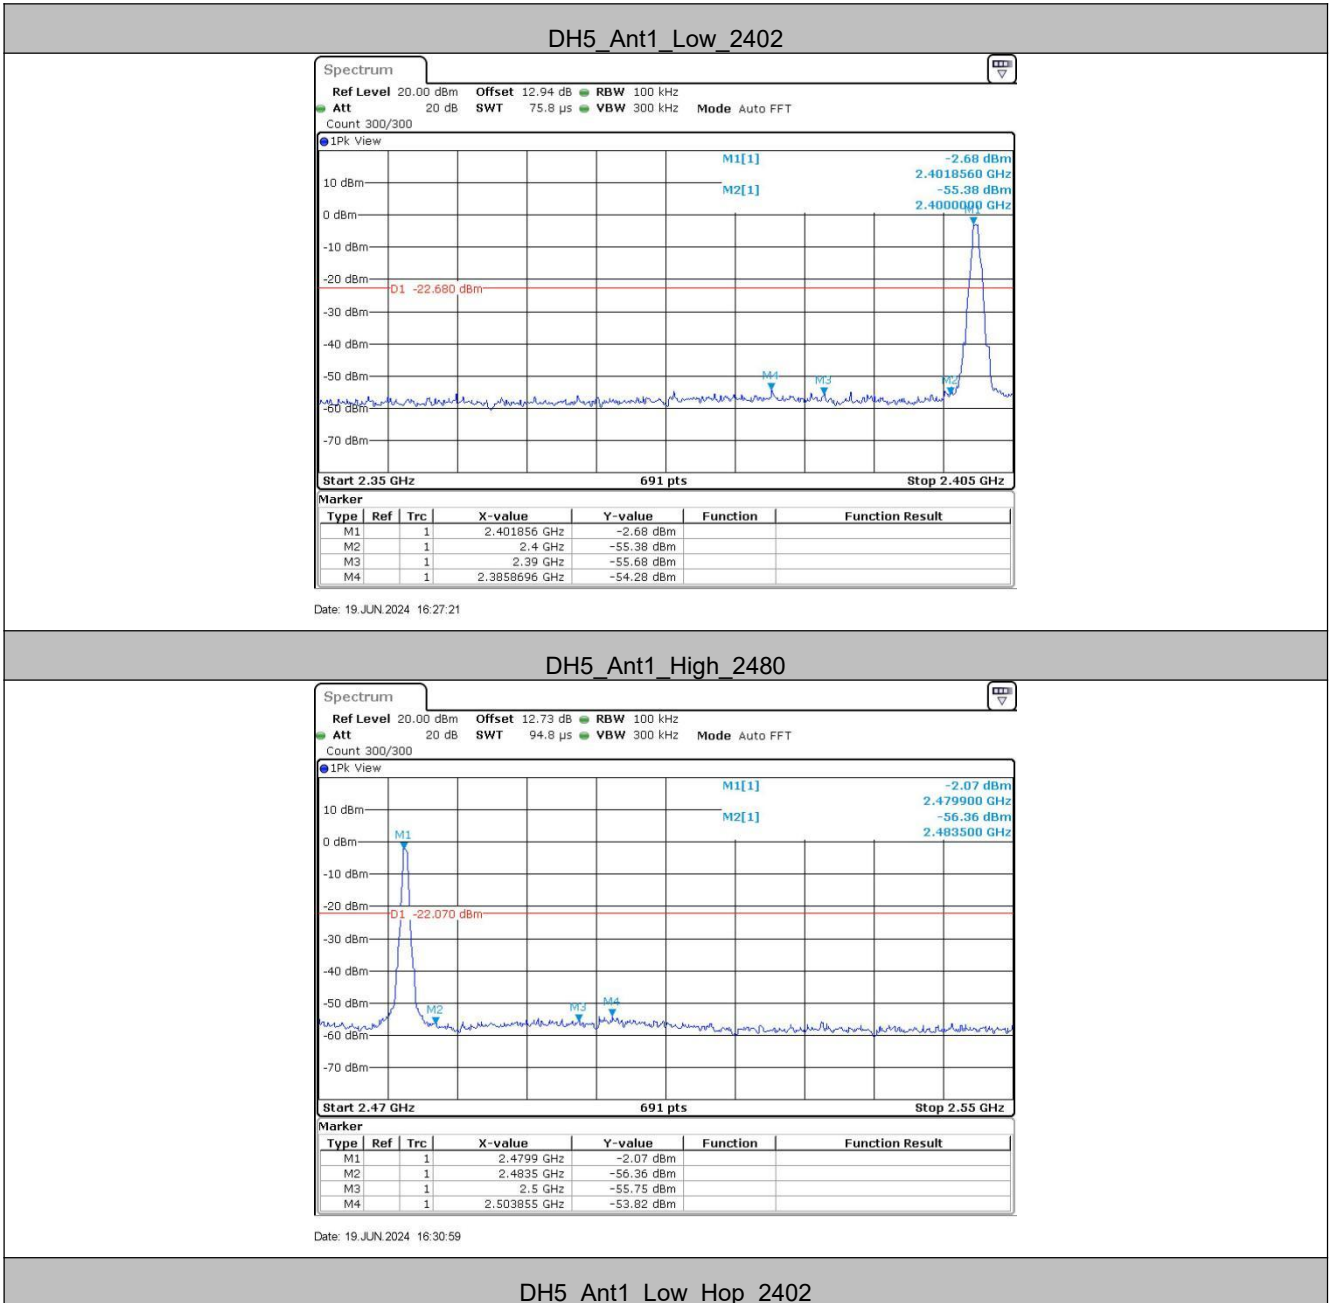 DH5_Ant1_Low_2402
Spectrum
Ref Level 20.00 dBm Offset 12.94 dB RBW 100 kHz
Att 20 dB SWT 75.8 µs VBW 300 kHz Mode Auto FFT
Count 300/300
1Pk View
M1[1] -2.68 dBm
2.4018560 GHz
M2[1] -55.38 dBm
2.4000000 GHz
M1
10 dBm
0 dBm
-10 dBm
-20 dBm
D1 -22.680 dBm
-30 dBm
-40 dBm
-50 dBm
M4 M3 M2
-60 dBm
-70 dBm
Start 2.35 GHz 691 pts Stop 2.405 GHz
Marker
Type Ref Trc X-value Y-value Function Function Result
M1 1 2.401856 GHz -2.68 dBm
M2 1 2.4 GHz -55.38 dBm
M3 1 2.39 GHz -55.68 dBm
M4 1 2.3858696 GHz -54.28 dBm
Date: 19.JUN.2024 16:27:21
DH5_Ant1_High_2480
Spectrum
Ref Level 20.00 dBm Offset 12.73 dB RBW 100 kHz
Att 20 dB SWT 94.8 µs VBW 300 kHz Mode Auto FFT
Count 300/300
1Pk View
M1[1] -2.07 dBm
2.479900 GHz
M2[1] -56.36 dBm
2.483500 GHz
10 dBm
M1
0 dBm
-10 dBm
-20 dBm
D1 -22.070 dBm
-30 dBm
-40 dBm
-50 dBm
M2 M3 M4
-60 dBm
-70 dBm
Start 2.47 GHz 691 pts Stop 2.55 GHz
Marker
Type Ref Trc X-value Y-value Function Function Result
M1 1 2.4799 GHz -2.07 dBm
M2 1 2.4835 GHz -56.36 dBm
M3 1 2.5 GHz -55.75 dBm
M4 1 2.503855 GHz -53.82 dBm
Date: 19.JUN.2024 16:30:59
DH5_Ant1_Low_Hop_2402